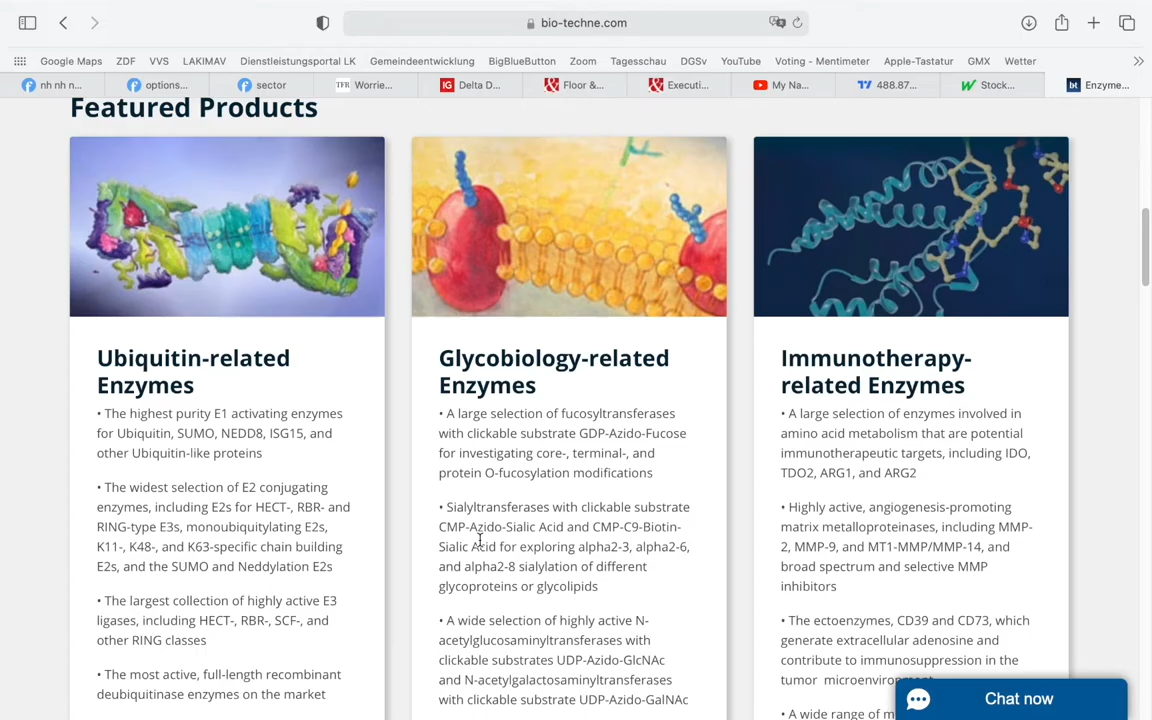 bio-techne.com
Google Maps ZDF VVS LAKIMAV Dienstleistungsportal LK Gemeindeentwicklung BigBlueButton Zoom Tagesschau DGSv YouTube Voting - Mentimeter Apple-Tastatur GMX Wetter
nh nh n... options... sector TFR Worrie... IG Delta D... Floor &... Executi... My Na... 488.87... Stock... bt Enzyme...
Featured Products
Ubiquitin-related
Enzymes
• The highest purity E1 activating enzymes
for Ubiquitin, SUMO, NEDD8, ISG15, and
other Ubiquitin-like proteins
• The widest selection of E2 conjugating
enzymes, including E2s for HECT-, RBR- and
RING-type E3s, monoubiquitylating E2s,
K11-, K48-, and K63-specific chain building
E2s, and the SUMO and Neddylation E2s
• The largest collection of highly active E3
ligases, including HECT-, RBR-, SCF-, and
other RING classes
• The most active, full-length recombinant
deubiquitinase enzymes on the market
Glycobiology-related
Enzymes
• A large selection of fucosyltransferases
with clickable substrate GDP-Azido-Fucose
for investigating core-, terminal-, and
protein O-fucosylation modifications
• Sialyltransferases with clickable substrate
CMP-Azido-Sialic Acid and CMP-C9-Biotin-
Sialic Acid for exploring alpha2-3, alpha2-6,
and alpha2-8 sialylation of different
glycoproteins or glycolipids
• A wide selection of highly active N-
acetylglucosaminyltransferases with
clickable substrates UDP-Azido-GlcNAc
and N-acetylgalactosaminyltransferases
with clickable substrate UDP-Azido-GalNAc
Immunotherapy-
related Enzymes
• A large selection of enzymes involved in
amino acid metabolism that are potential
immunotherapeutic targets, including IDO,
TDO2, ARG1, and ARG2
• Highly active, angiogenesis-promoting
matrix metalloproteinases, including MMP-
2, MMP-9, and MT1-MMP/MMP-14, and
broad spectrum and selective MMP
inhibitors
• The ectoenzymes, CD39 and CD73, which
generate extracellular adenosine and
contribute to immunosuppression in the
tumor
• A wide range of
Chat now